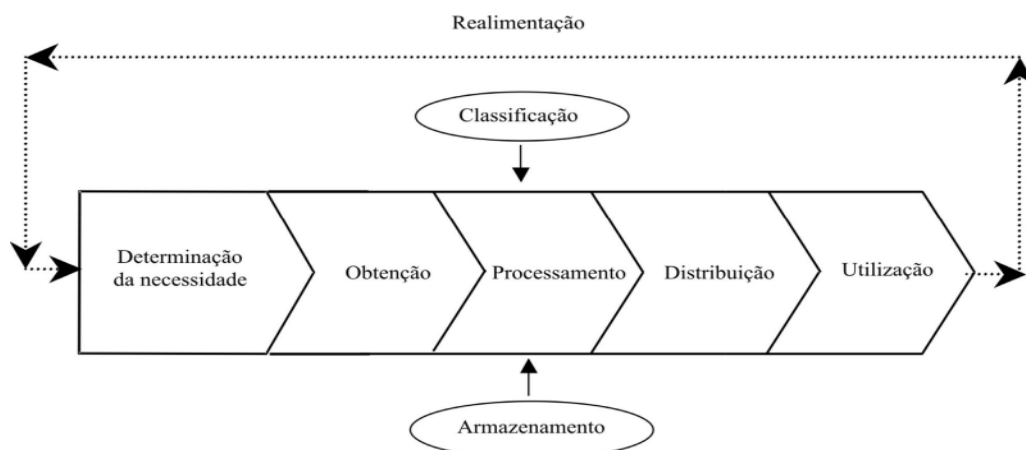 Realimentação
Classificação
Determinação
da necessidade
Obtenção
Processamento
Distribuição
Utilização
Armazenamento